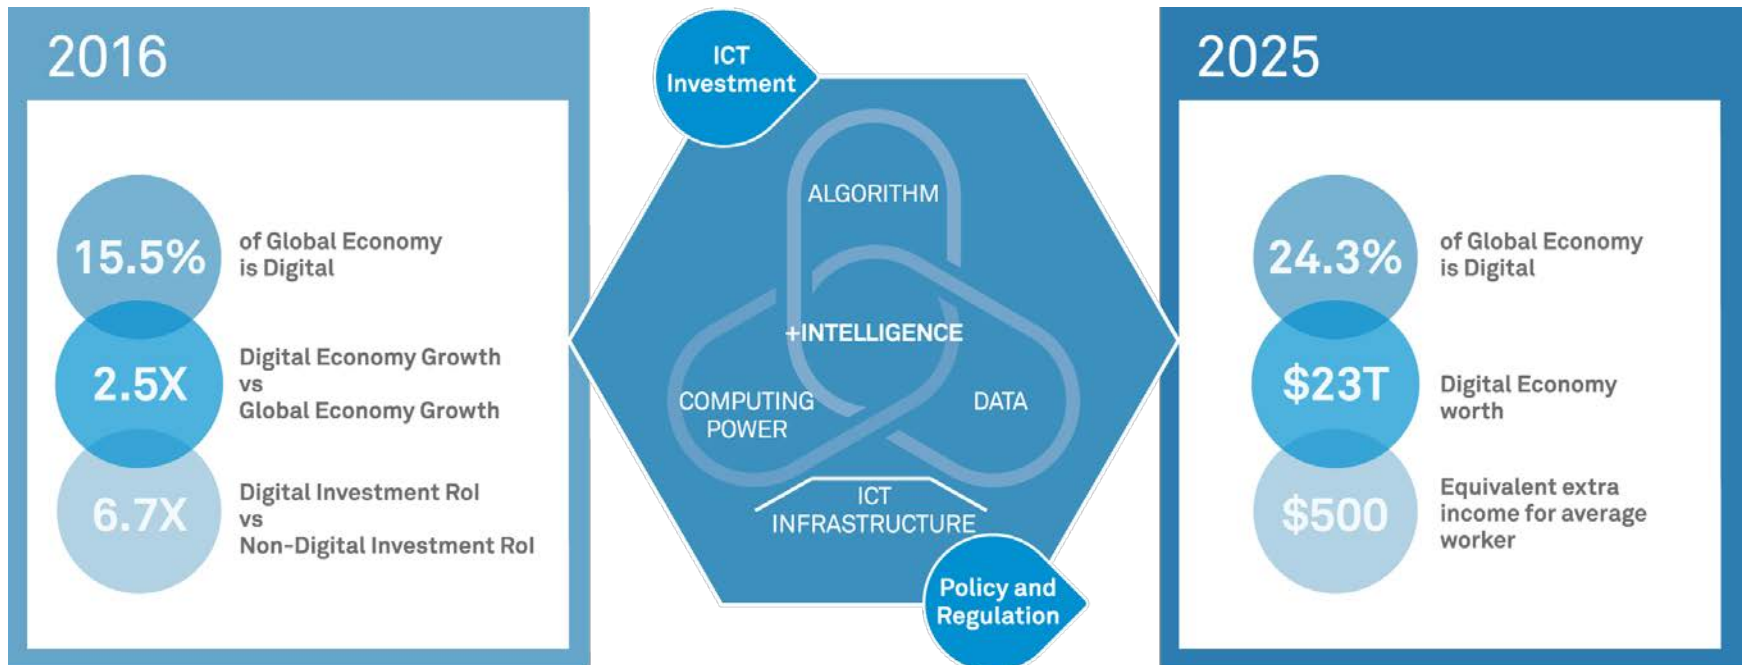 2016
15.5%
of Global Economy
is Digital
2.5X
Digital Economy Growth
vs
Global Economy Growth
6.7X
Digital Investment RoI
vs
Non-Digital Investment RoI
ICT
Investment
ALGORITHM
+INTELLIGENCE
COMPUTING
POWER
DATA
ICT
INFRASTRUCTURE
Policy and
Regulation
2025
24.3%
of Global Economy
is Digital
$23T
Digital Economy
worth
$500
Equivalent extra
income for average
worker